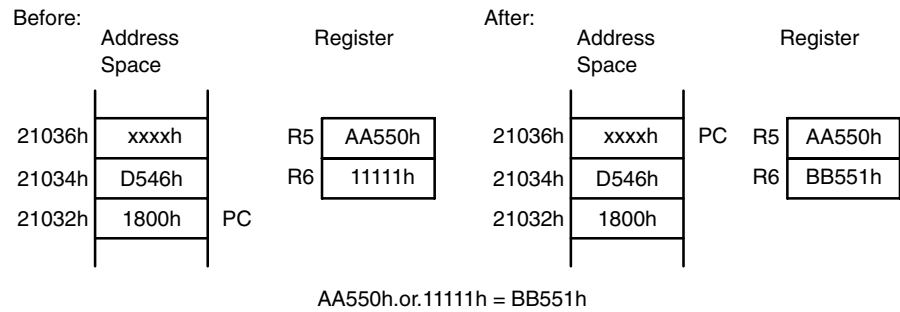 Before:
Address
Space
Register
21036h xxxxh
21034h D546h
21032h 1800h PC
R5 AA550h
R6 11111h
After:
Address
Space
Register
21036h xxxxh PC
21034h D546h
21032h 1800h
R5 AA550h
R6 BB551h
AA550h.or.11111h = BB551h